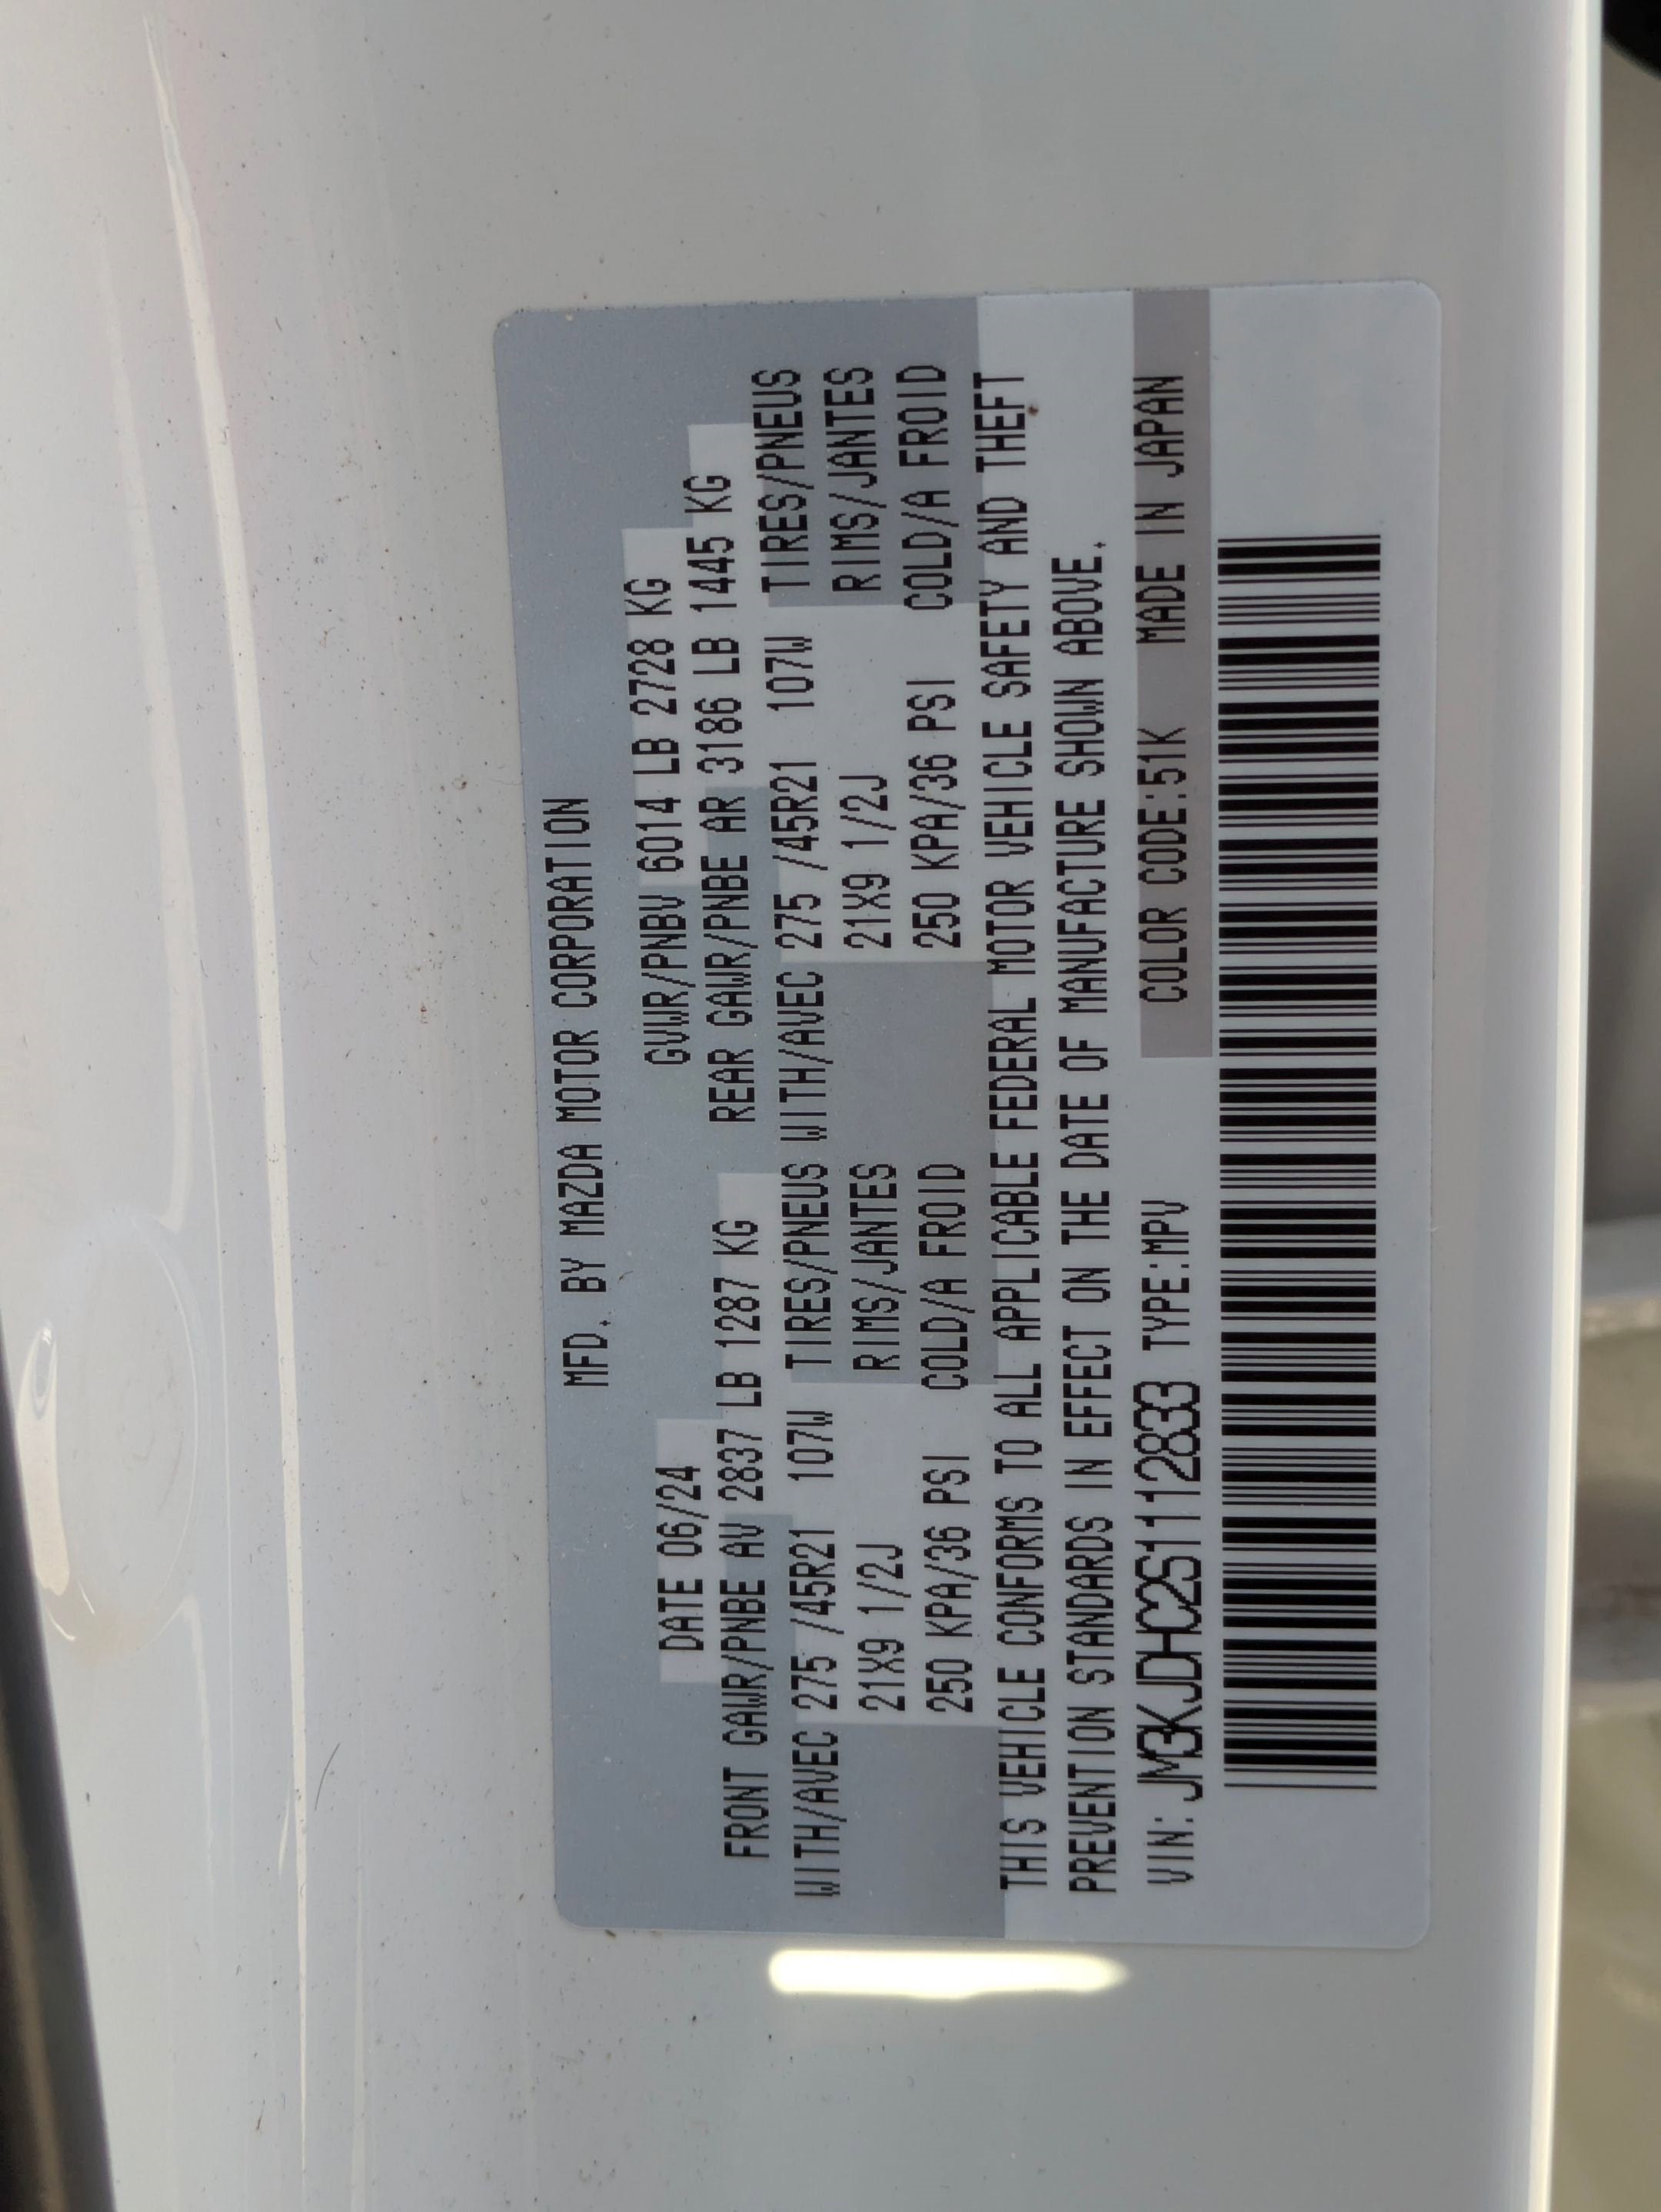 MFD. BY MAZDA MOTOR CORPORATION
DATE 06/24 GVWR/PNBV 6014 LB 2728 KG
FRONT GAWR/PNBE AV 2837 LB 1287 KG REAR GAWR/PNBE AR 3186 LB 1445 KG
WITH/AVEC 275 /45R21 107W TIRES/PNEUS WITH/AVEC 275 /45R21 107W TIRES/PNEUS
21X9 1/2J RIMS/JANTES 21X9 1/2J RIMS/JANTES
250 KPA/36 PSI COLD/A FROID 250 KPA/36 PSI COLD/A FROID
THIS VEHICLE CONFORMS TO ALL APPLICABLE FEDERAL MOTOR VEHICLE SAFETY AND THEFT
PREVENTION STANDARDS IN EFFECT ON THE DATE OF MANUFACTURE SHOWN ABOVE.
VIN: JM3KJDHC2S1112833 TYPE:MPV COLOR CODE:51K MADE IN JAPAN